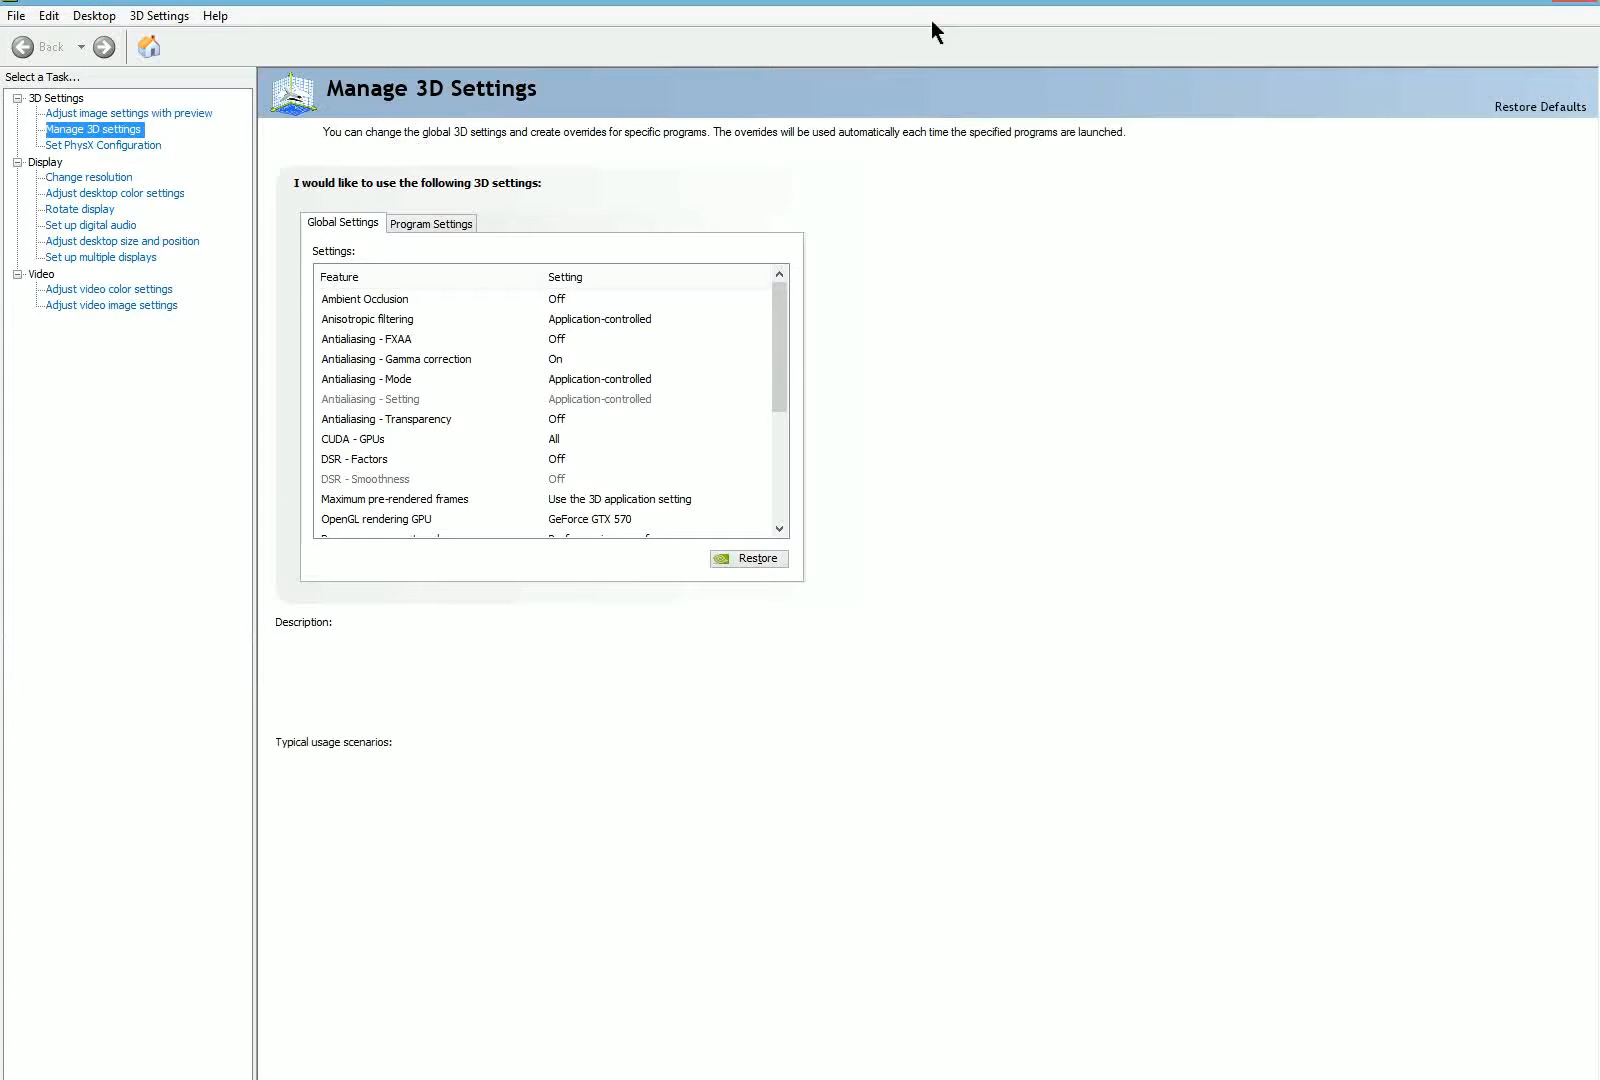 File Edit Desktop 3D Settings Help
Back
Select a Task...
3D Settings
Adjust image settings with preview
Manage 3D settings
Set PhysX Configuration
Display
Change resolution
Adjust desktop color settings
Rotate display
Set up digital audio
Adjust desktop size and position
Set up multiple displays
Video
Adjust video color settings
Adjust video image settings
Manage 3D Settings
Restore Defaults
You can change the global 3D settings and create overrides for specific programs. The overrides will be used automatically each time the specified programs are launched.
I would like to use the following 3D settings:
Global Settings Program Settings
Settings:
Feature Setting
Ambient Occlusion Off
Anisotropic filtering Application-controlled
Antialiasing - FXAA Off
Antialiasing - Gamma correction On
Antialiasing - Mode Application-controlled
Antialiasing - Setting Application-controlled
Antialiasing - Transparency Off
CUDA - GPUs All
DSR - Factors Off
DSR - Smoothness Off
Maximum pre-rendered frames Use the 3D application setting
OpenGL rendering GPU GeForce GTX 570
Restore
Description:
Typical usage scenarios: